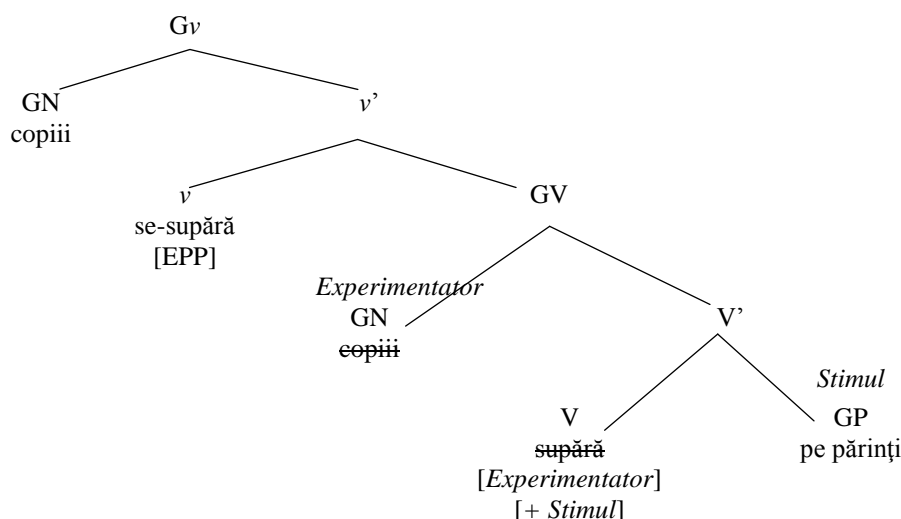 Gv
GN
copiii
v’
v
se-supără
[EPP]
GV
Experimentator
GN
copiii
V’
V
supără
[Experimentator]
[+ Stimul]
Stimul
GP
pe părinţi